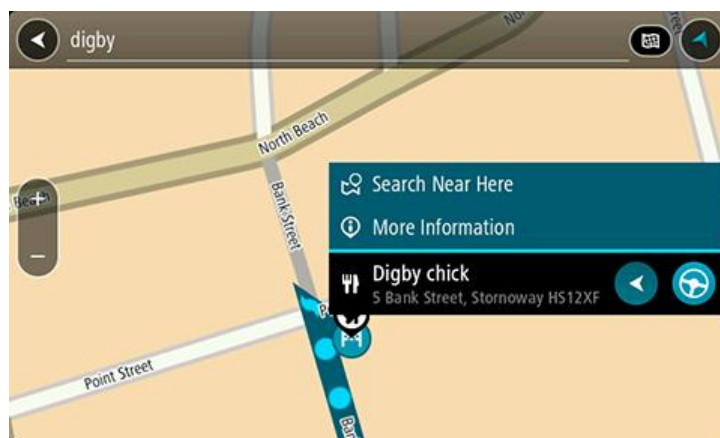 digby
North Beach
Beach
Bank Street
Search Near Here
More Information
Digby chick
5 Bank Street, Stornoway HS12XF
Point Street